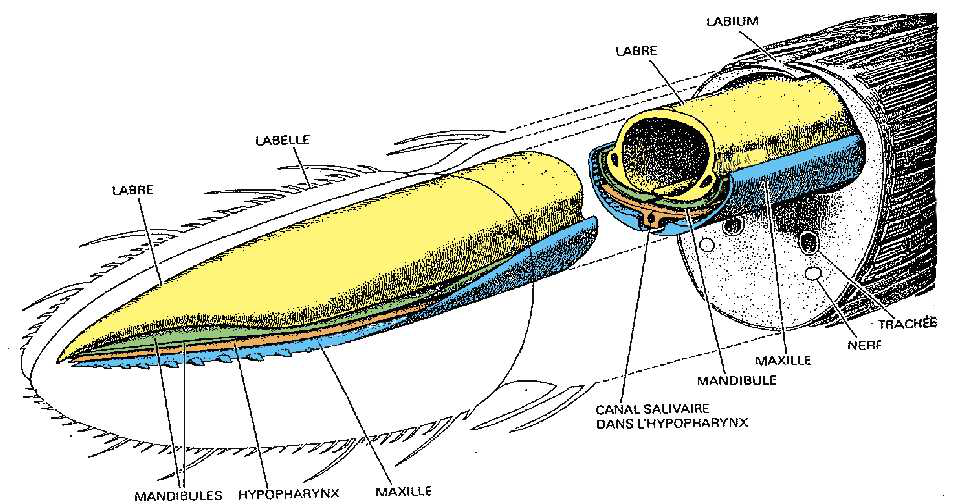 LABIUM
LABRE
LABELLE
LABRE
TRACHÉE
NERF
MAXILLE
MANDIBULE
CANAL SALIVAIRE
DANS L'HYPOPHARYNX
MANDIBULES
HYPOPHARYNX
MAXILLE